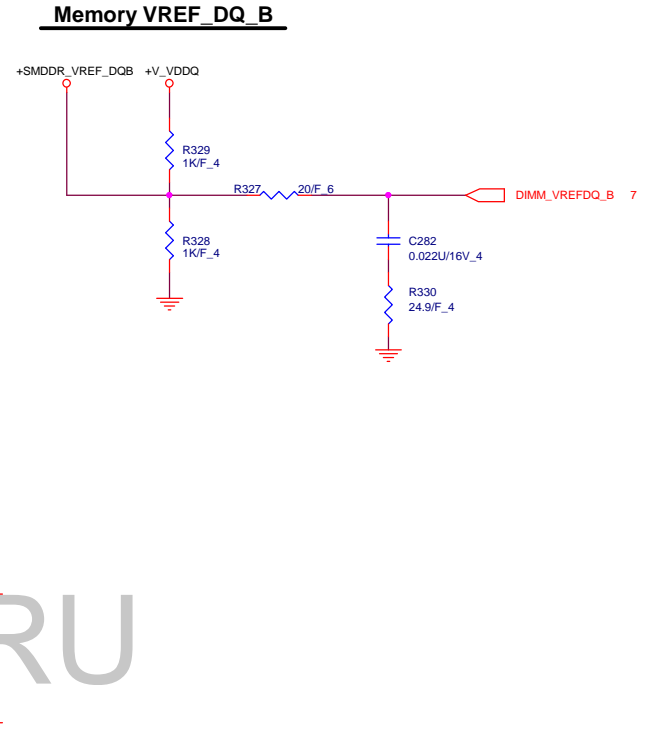 Memory VREF_DQ_B
+SMDDR_VREF_DQB +V_VDDQ
R329
1K/F_4
R327 20/F_6 DIMM_VREFDQ_B 7
R328
1K/F_4
C282
0.022U/16V_4
R330
24.9/F_4
RU